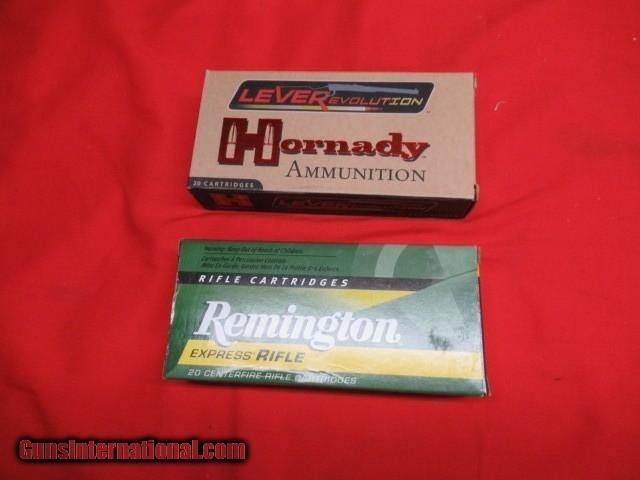 LEVEREVOLUTION
Hornady
AMMUNITION
20 CARTRIDGES
LEVEREVOLUTION
Warning: Keep Out of Reach of Children.
RIFLE CARTRIDGES
Remington
EXPRESS RIFLE
20 CENTERFIRE RIFLE CARTRIDGES
GunsInternational.com